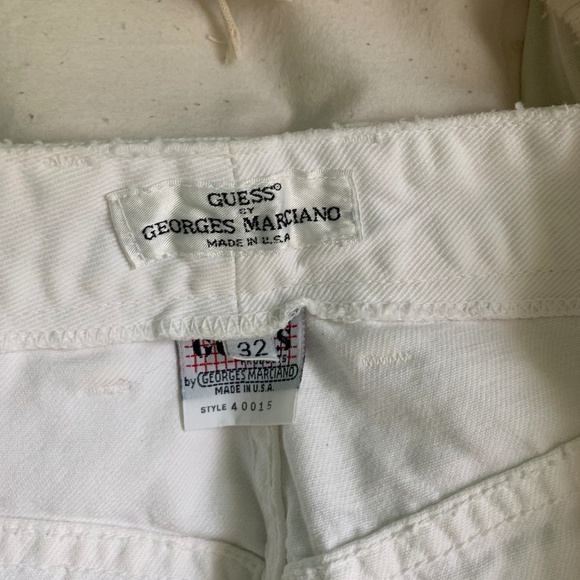 GUESS®
BY
GEORGES MARCIANO
MADE IN U.S.A
32
by GEORGES MARCIANO
MADE IN U.S.A.
STYLE 40015